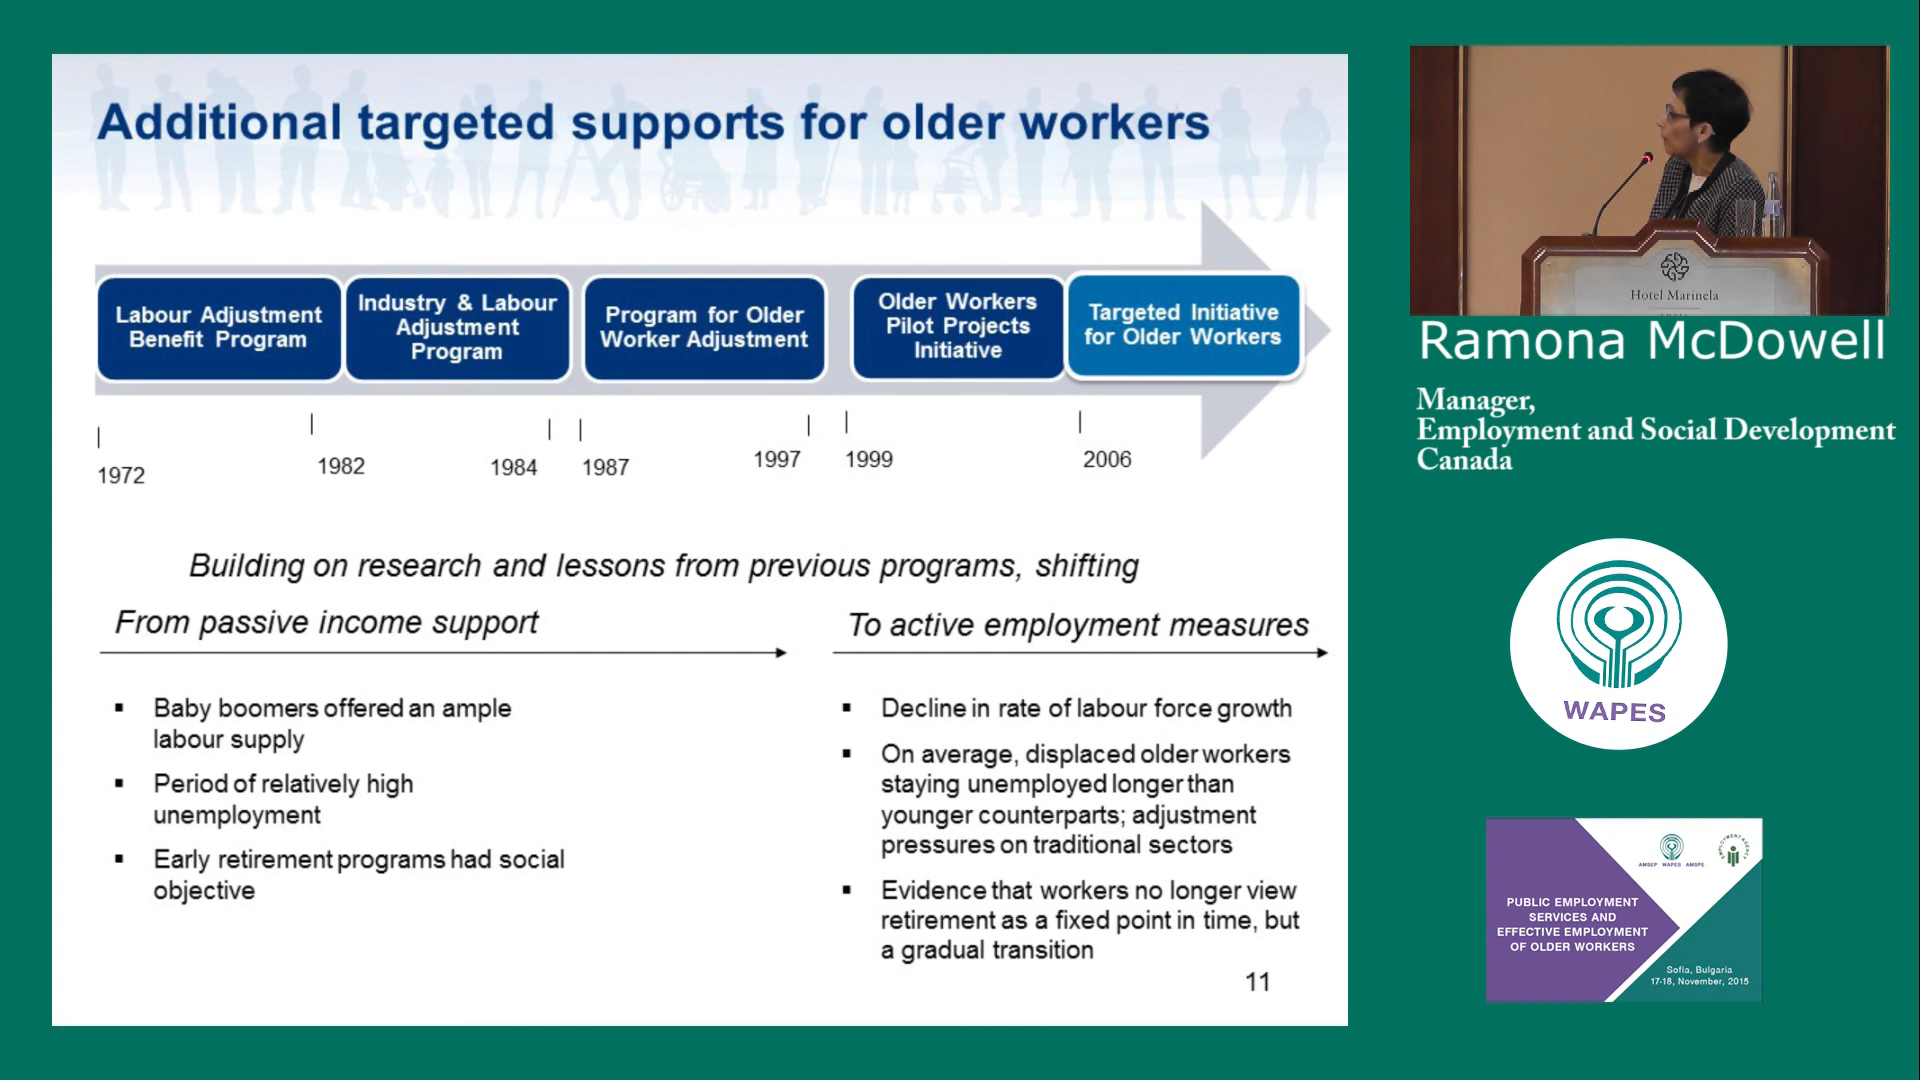 Additional targeted supports for older workers
Labour Adjustment
Benefit Program
Industry & Labour
Adjustment
Program
Program for Older
Worker Adjustment
Older Workers
Pilot Projects
Initiative
Targeted Initiative
for Older Workers
1972
1982
1984
1987
1997
1999
2006
Building on research and lessons from previous programs, shifting
From passive income support
To active employment measures
▪ Baby boomers offered an ample
labour supply
▪ Period of relatively high
unemployment
▪ Early retirement programs had social
objective
▪ Decline in rate of labour force growth
▪ On average, displaced older workers
staying unemployed longer than
younger counterparts; adjustment
pressures on traditional sectors
▪ Evidence that workers no longer view
retirement as a fixed point in time, but
a gradual transition
11
Hotel Marinela
Ramona McDowell
Manager,
Employment and Social Development
Canada
WAPES
AMSEP WAPES AMSPE
EMPLOYMENT AGENCY
PUBLIC EMPLOYMENT
SERVICES AND
EFFECTIVE EMPLOYMENT
OF OLDER WORKERS
Sofia, Bulgaria
17-18, November, 2015